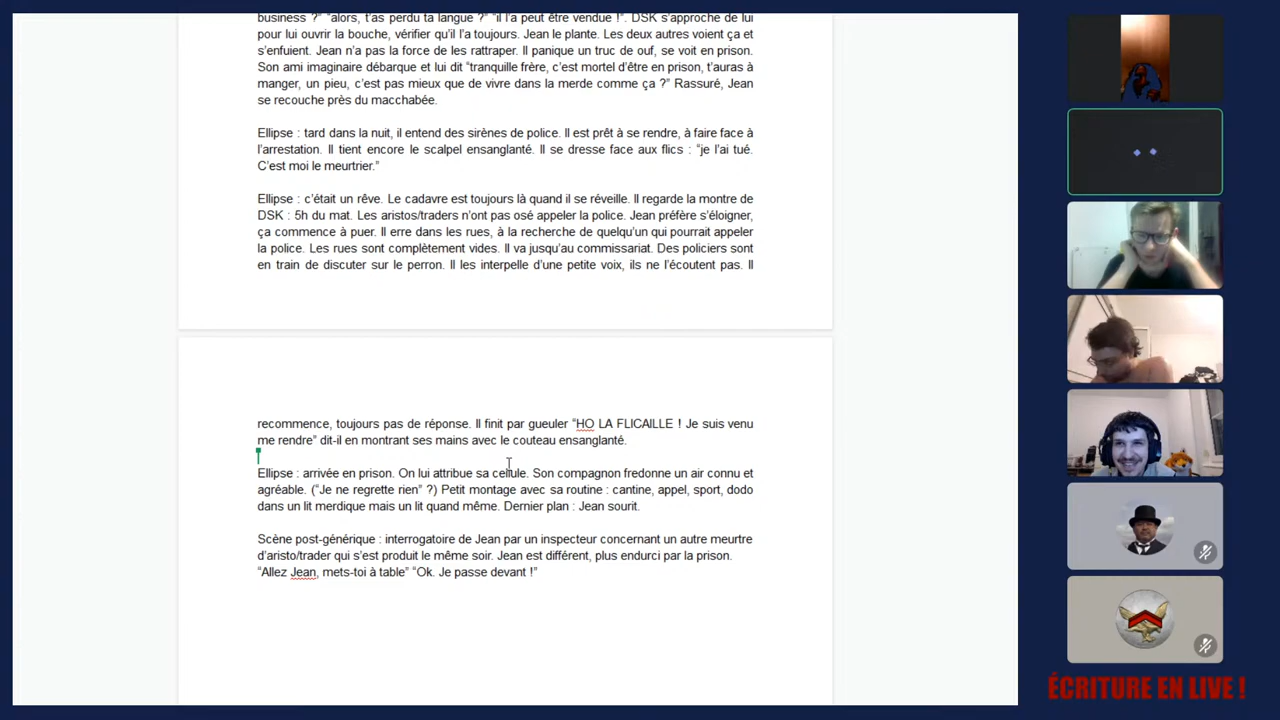 business ?” “alors, t’as perdu ta langue ?” “il l’a peut être vendue !”. DSK s’approche de lui
pour lui ouvrir la bouche, vérifier qu’il l’a toujours. Jean le plante. Les deux autres voient ça et
s’enfuient. Jean n’a pas la force de les rattraper. Il panique un truc de ouf, se voit en prison.
Son ami imaginaire débarque et lui dit “tranquille frère, c’est mortel d’être en prison, t’auras à
manger, un pieu, c’est pas mieux que de vivre dans la merde comme ça ?” Rassuré, Jean
se recouche près du macchabée.
Ellipse : tard dans la nuit, il entend des sirènes de police. Il est prêt à se rendre, à faire face à
l’arrestation. Il tient encore le scalpel ensanglanté. Il se dresse face aux flics : “je l’ai tué.
C’est moi le meurtrier.”
Ellipse : c’était un rêve. Le cadavre est toujours là quand il se réveille. Il regarde la montre de
DSK : 5h du mat. Les aristos/traders n’ont pas osé appeler la police. Jean préfère s’éloigner,
ça commence à puer. Il erre dans les rues, à la recherche de quelqu’un qui pourrait appeler
la police. Les rues sont complètement vides. Il va jusqu’au commissariat. Des policiers sont
en train de discuter sur le perron. Il les interpelle d’une petite voix, ils ne l’écoutent pas. Il
recommence, toujours pas de réponse. Il finit par gueuler “HO LA FLICAILLE ! Je suis venu
me rendre” dit-il en montrant ses mains avec le couteau ensanglanté.
Ellipse : arrivée en prison. On lui attribue sa cellule. Son compagnon fredonne un air connu et
agréable. (“Je ne regrette rien” ?) Petit montage avec sa routine : cantine, appel, sport, dodo
dans un lit merdique mais un lit quand même. Dernier plan : Jean sourit.
Scène post-générique : interrogatoire de Jean par un inspecteur concernant un autre meurtre
d’aristo/trader qui s’est produit le même soir. Jean est différent, plus endurci par la prison.
“Allez Jean, mets-toi à table” “Ok. Je passe devant !”
ÉCRITURE EN LIVE !